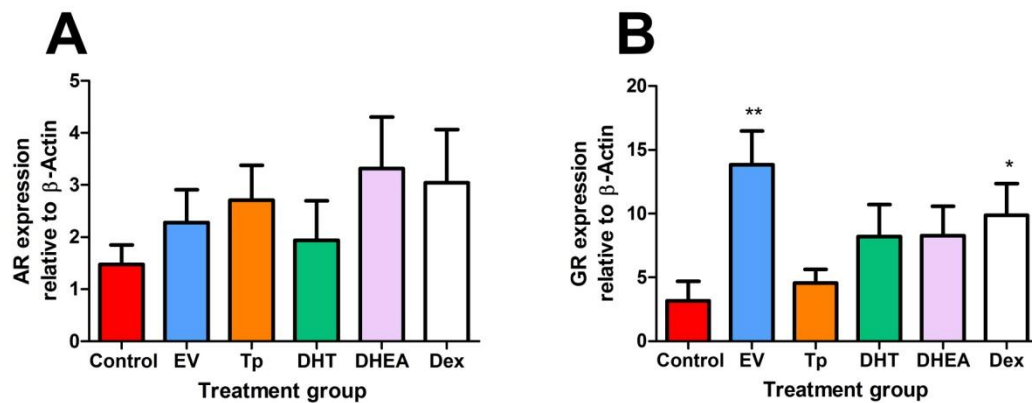 A
AR expression
relative to β-Actin
5
4
3
2
1
0
Control EV Tp DHT DHEA Dex
Treatment group
B
GR expression
relative to β-Actin
20
15
10
5
0
**
*
Control EV Tp DHT DHEA Dex
Treatment group